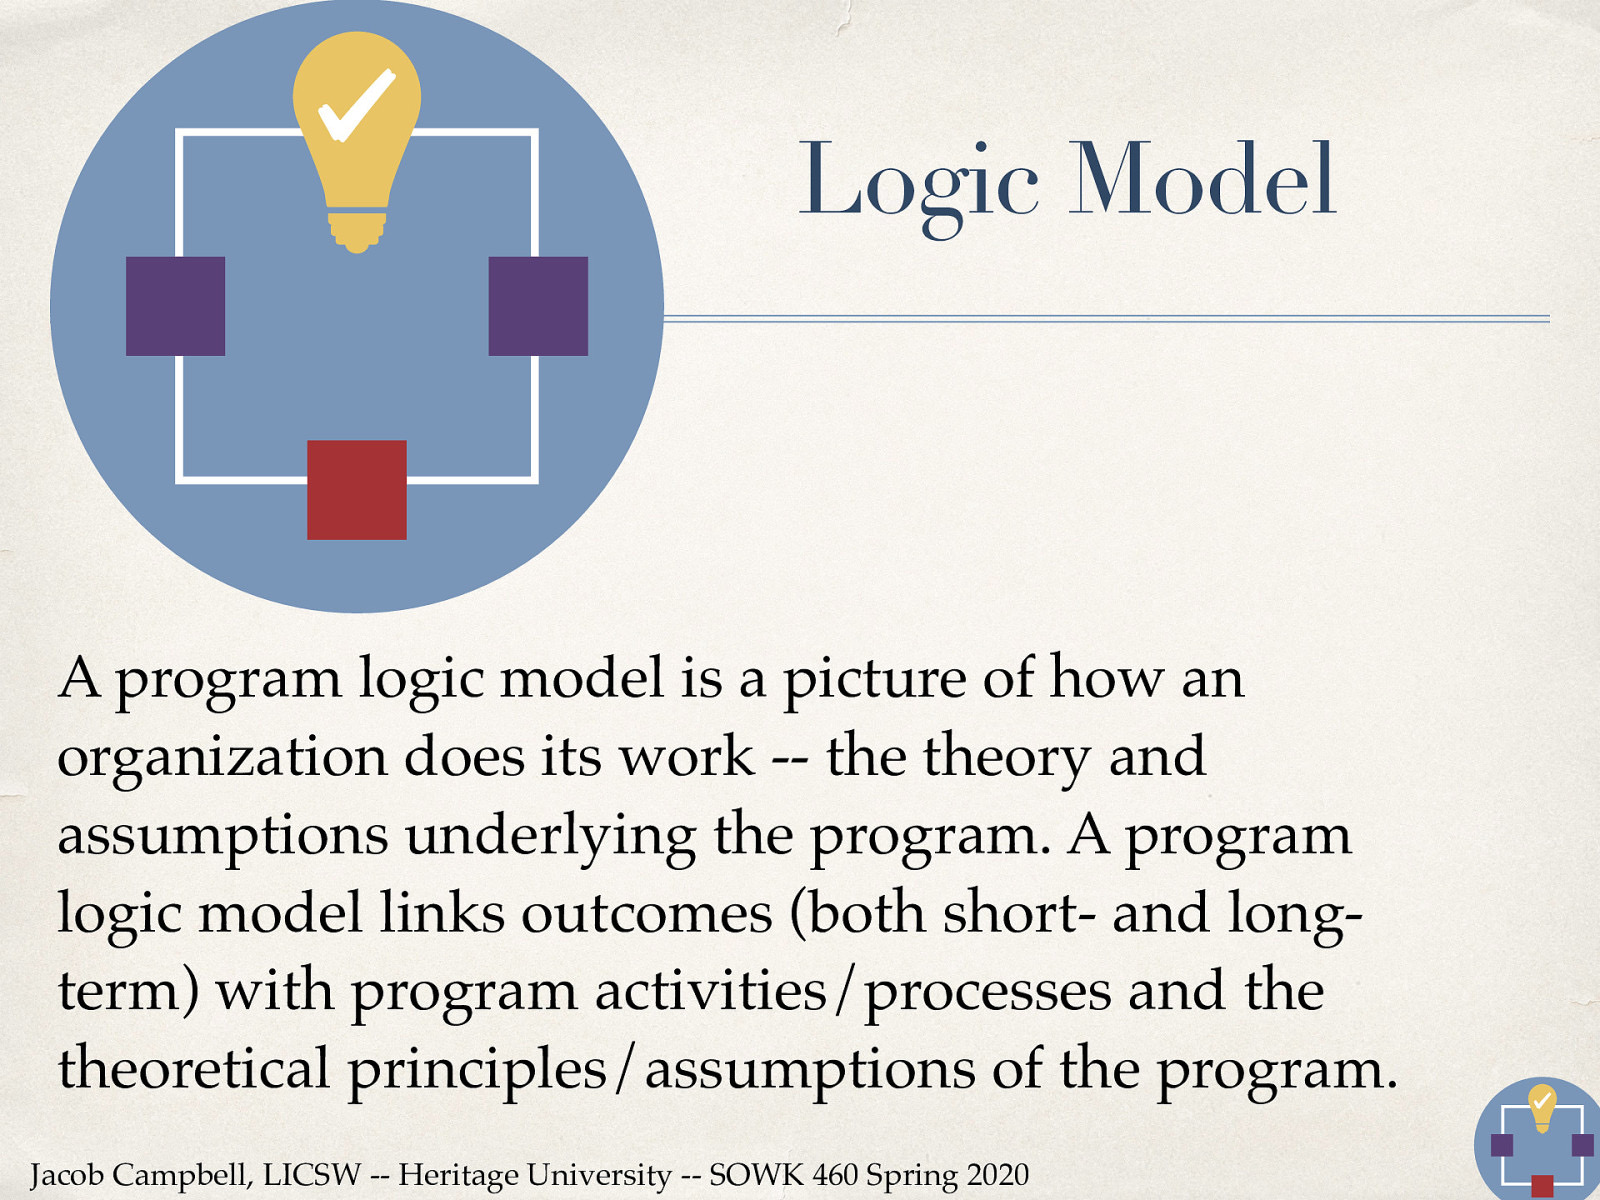 Logic Model
A program logic model is a picture of how an
organization does its work -- the theory and
assumptions underlying the program. A program
logic model links outcomes (both short- and long-
term) with program activities/processes and the
theoretical principles/assumptions of the program.
Jacob Campbell, LICSW -- Heritage University -- SOWK 460 Spring 2020